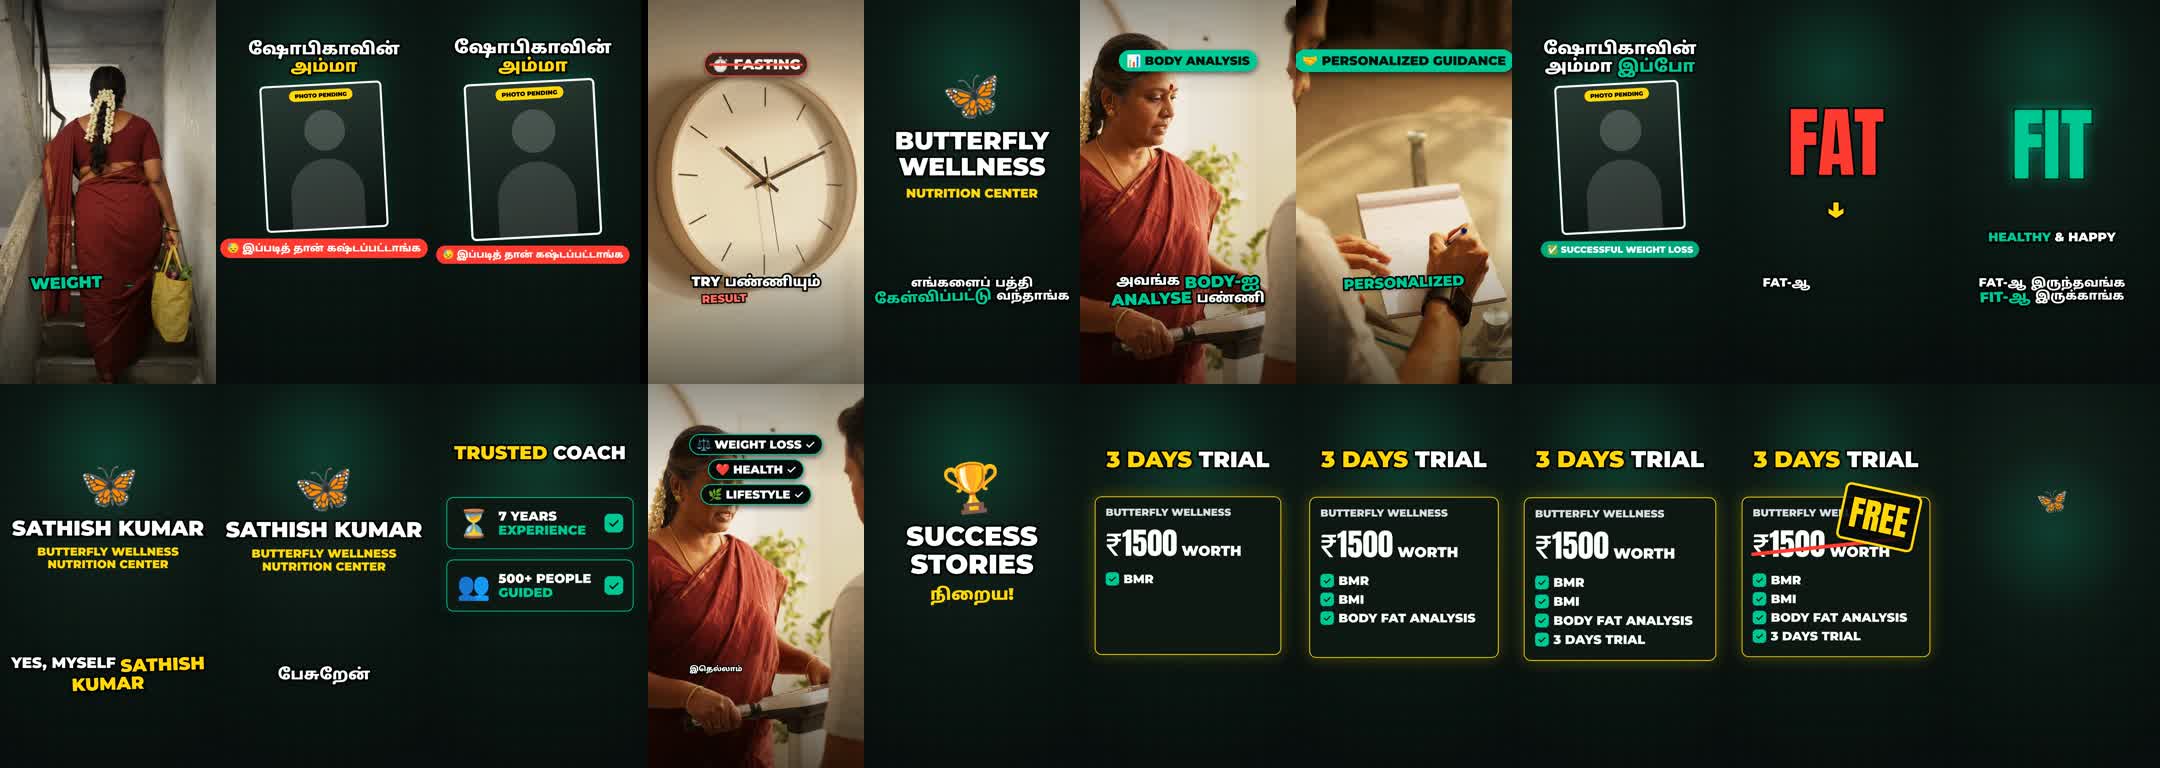 WEIGHT
ஷோபிகாவின்
அம்மா
PHOTO PENDING
இப்படித் தான் கஷ்டப்பட்டாங்க
ஷோபிகாவின்
அம்மா
PHOTO PENDING
இப்படித் தான் கஷ்டப்பட்டாங்க
FASTING
TRY பண்ணியும்
RESULT
BUTTERFLY
WELLNESS
NUTRITION CENTER
எங்களைப் பத்தி
கேள்விப்பட்டு வந்தாங்க
BODY ANALYSIS
அவங்க BODY-ஐ
ANALYSE பண்ணி
PERSONALIZED GUIDANCE
PERSONALIZED
ஷோபிகாவின்
அம்மா இப்போ
PHOTO PENDING
SUCCESSFUL WEIGHT LOSS
FAT
FAT-ஆ
FIT
HEALTHY & HAPPY
FAT-ஆ இருந்தவங்க
FIT-ஆ இருக்காங்க
SATHISH KUMAR
BUTTERFLY WELLNESS
NUTRITION CENTER
YES, MYSELF SATHISH
KUMAR
SATHISH KUMAR
BUTTERFLY WELLNESS
NUTRITION CENTER
பேசுறேன்
TRUSTED COACH
7 YEARS
EXPERIENCE
500+ PEOPLE
GUIDED
WEIGHT LOSS
HEALTH
LIFESTYLE
இதெல்லாம்
SUCCESS
STORIES
நிறைய!
3 DAYS TRIAL
BUTTERFLY WELLNESS
₹1500 WORTH
BMR
3 DAYS TRIAL
BUTTERFLY WELLNESS
₹1500 WORTH
BMR
BMI
BODY FAT ANALYSIS
3 DAYS TRIAL
BUTTERFLY WELLNESS
₹1500 WORTH
BMR
BMI
BODY FAT ANALYSIS
3 DAYS TRIAL
3 DAYS TRIAL
BUTTERFLY WEL
FREE
₹1500 WORTH
BMR
BMI
BODY FAT ANALYSIS
3 DAYS TRIAL